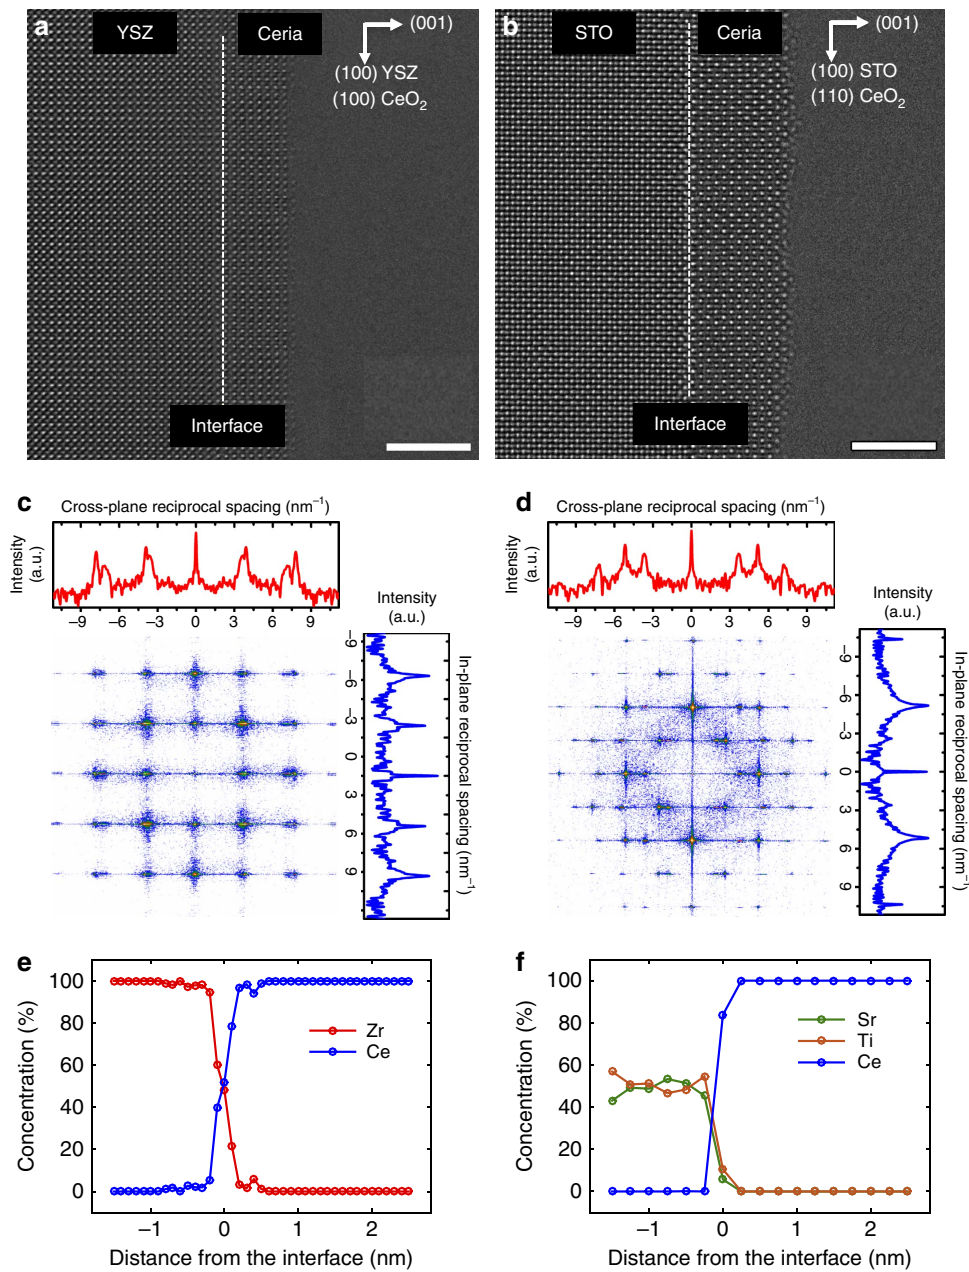 a
YSZ
Ceria
(001)
(100) YSZ
(100) CeO₂
Interface
b
STO
Ceria
(001)
(100) STO
(110) CeO₂
Interface
c
Cross-plane reciprocal spacing (nm⁻¹)
Intensity
(a.u.)
−9 −6 −3 0 3 6 9
Intensity
(a.u.)
−9 −6 −3 0 3 6 9
In-plane reciprocal spacing (nm⁻¹)
d
Cross-plane reciprocal spacing (nm⁻¹)
Intensity
(a.u.)
−9 −6 −3 0 3 6 9
Intensity
(a.u.)
−9 −6 −3 0 3 6 9
In-plane reciprocal spacing (nm⁻¹)
e
Concentration (%)
100
80
60
40
20
0
Zr
Ce
−1 0 1 2
Distance from the interface (nm)
f
Concentration (%)
100
80
60
40
20
0
Sr
Ti
Ce
−1 0 1 2
Distance from the interface (nm)